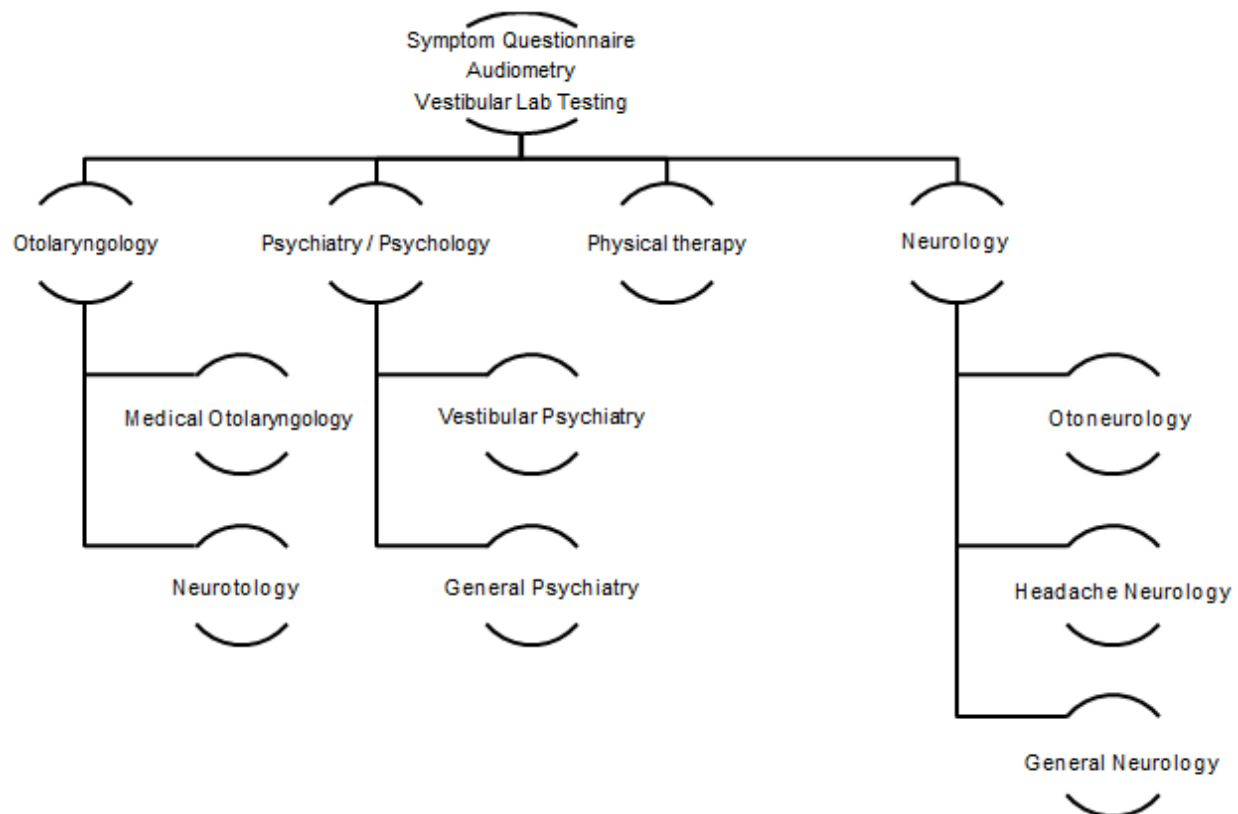 Symptom Questionnaire
Audiometry
Vestibular Lab Testing
Otolaryngology
Psychiatry / Psychology
Physical therapy
Neurology
Medical Otolaryngology
Vestibular Psychiatry
Otoneurology
Neurotology
General Psychiatry
Headache Neurology
General Neurology